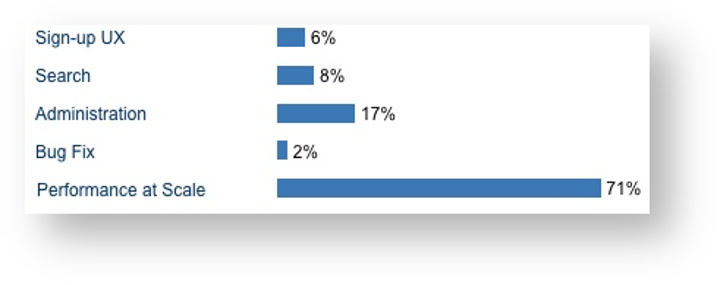 Sign-up UX 6%
Search 8%
Administration 17%
Bug Fix 2%
Performance at Scale 71%